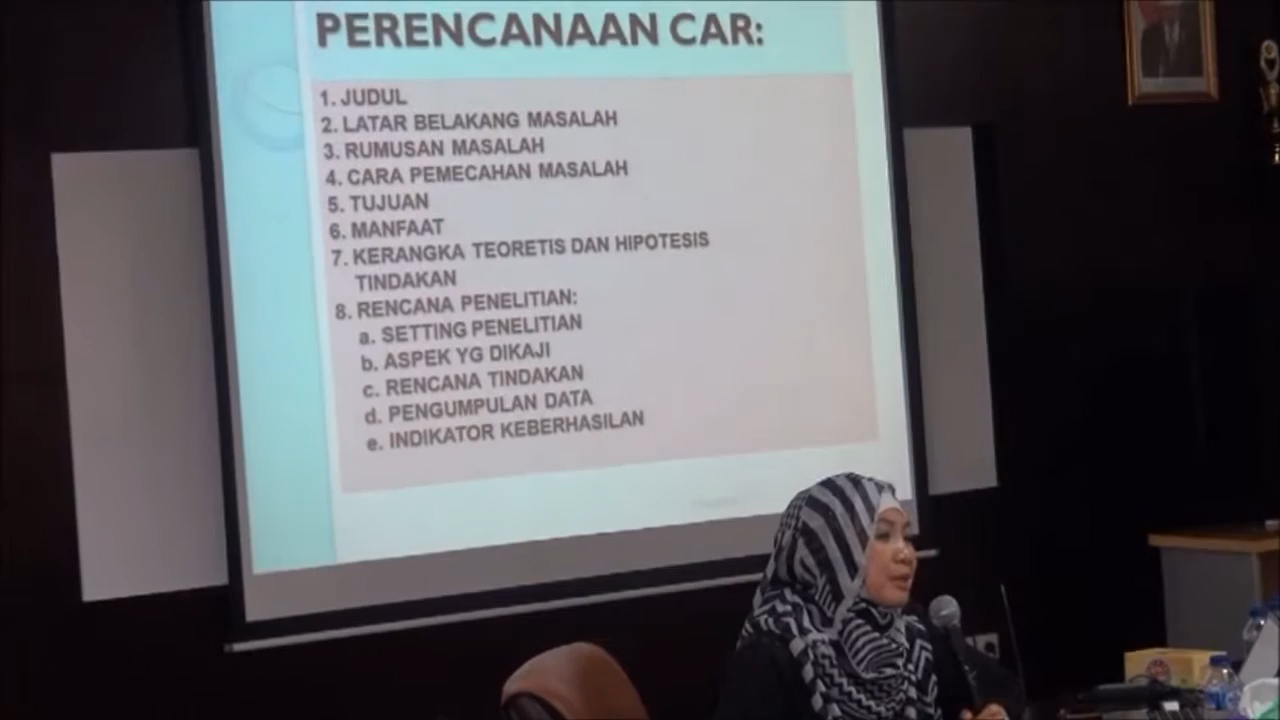 PERENCANAAN CAR:
1. JUDUL
2. LATAR BELAKANG MASALAH
3. RUMUSAN MASALAH
4. CARA PEMECAHAN MASALAH
5. TUJUAN
6. MANFAAT
7. KERANGKA TEORETIS DAN HIPOTESIS
TINDAKAN
8. RENCANA PENELITIAN:
a. SETTING PENELITIAN
b. ASPEK YG DIKAJI
c. RENCANA TINDAKAN
d. PENGUMPULAN DATA
e. INDIKATOR KEBERHASILAN